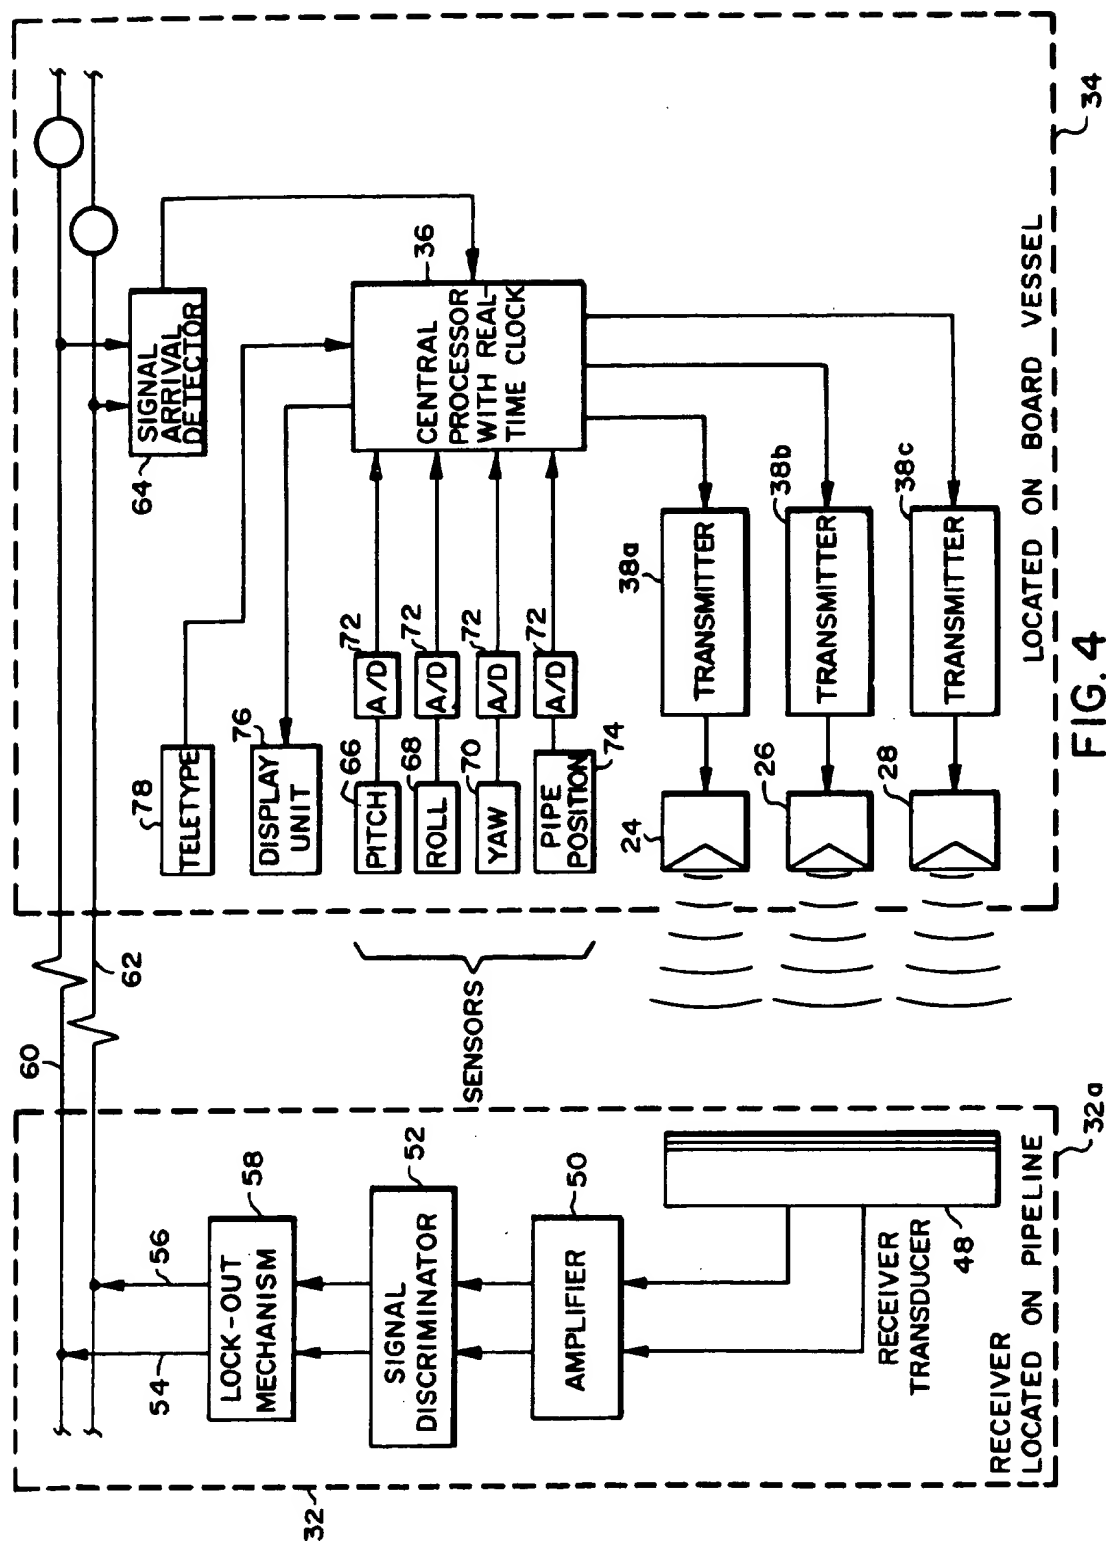 32
RECEIVER
LOCATED ON PIPELINE
32a
54
56
LOCK-OUT
MECHANISM
58
SIGNAL
DISCRIMINATOR
52
AMPLIFIER
50
RECEIVER
TRANSDUCER
48
60
62
SENSORS
78
TELETYPE
DISPLAY
UNIT
76
PITCH
66
A/D
72
ROLL
68
A/D
72
YAW
70
A/D
72
PIPE
POSITION
74
A/D
72
64
SIGNAL
ARRIVAL
DETECTOR
CENTRAL
PROCESSOR
WITH REAL-
TIME CLOCK
36
24
TRANSMITTER
38a
26
TRANSMITTER
38b
28
TRANSMITTER
38c
LOCATED ON BOARD VESSEL
34
FIG. 4